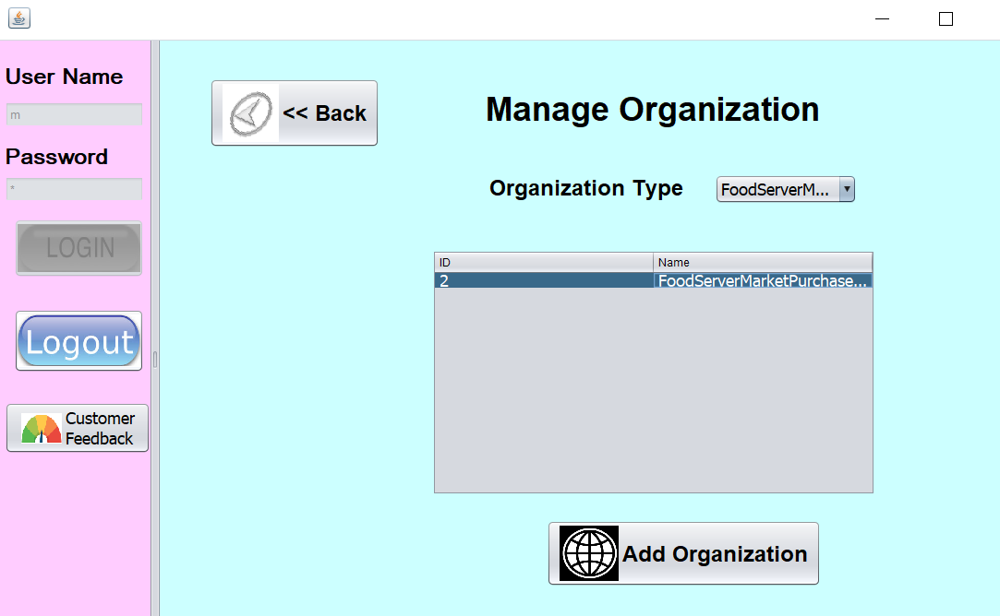 User Name
m
Password
*
LOGIN
Logout
Customer
Feedback
<< Back
Manage Organization
Organization Type
FoodServerM...
ID Name
2 FoodServerMarketPurchase...
Add Organization